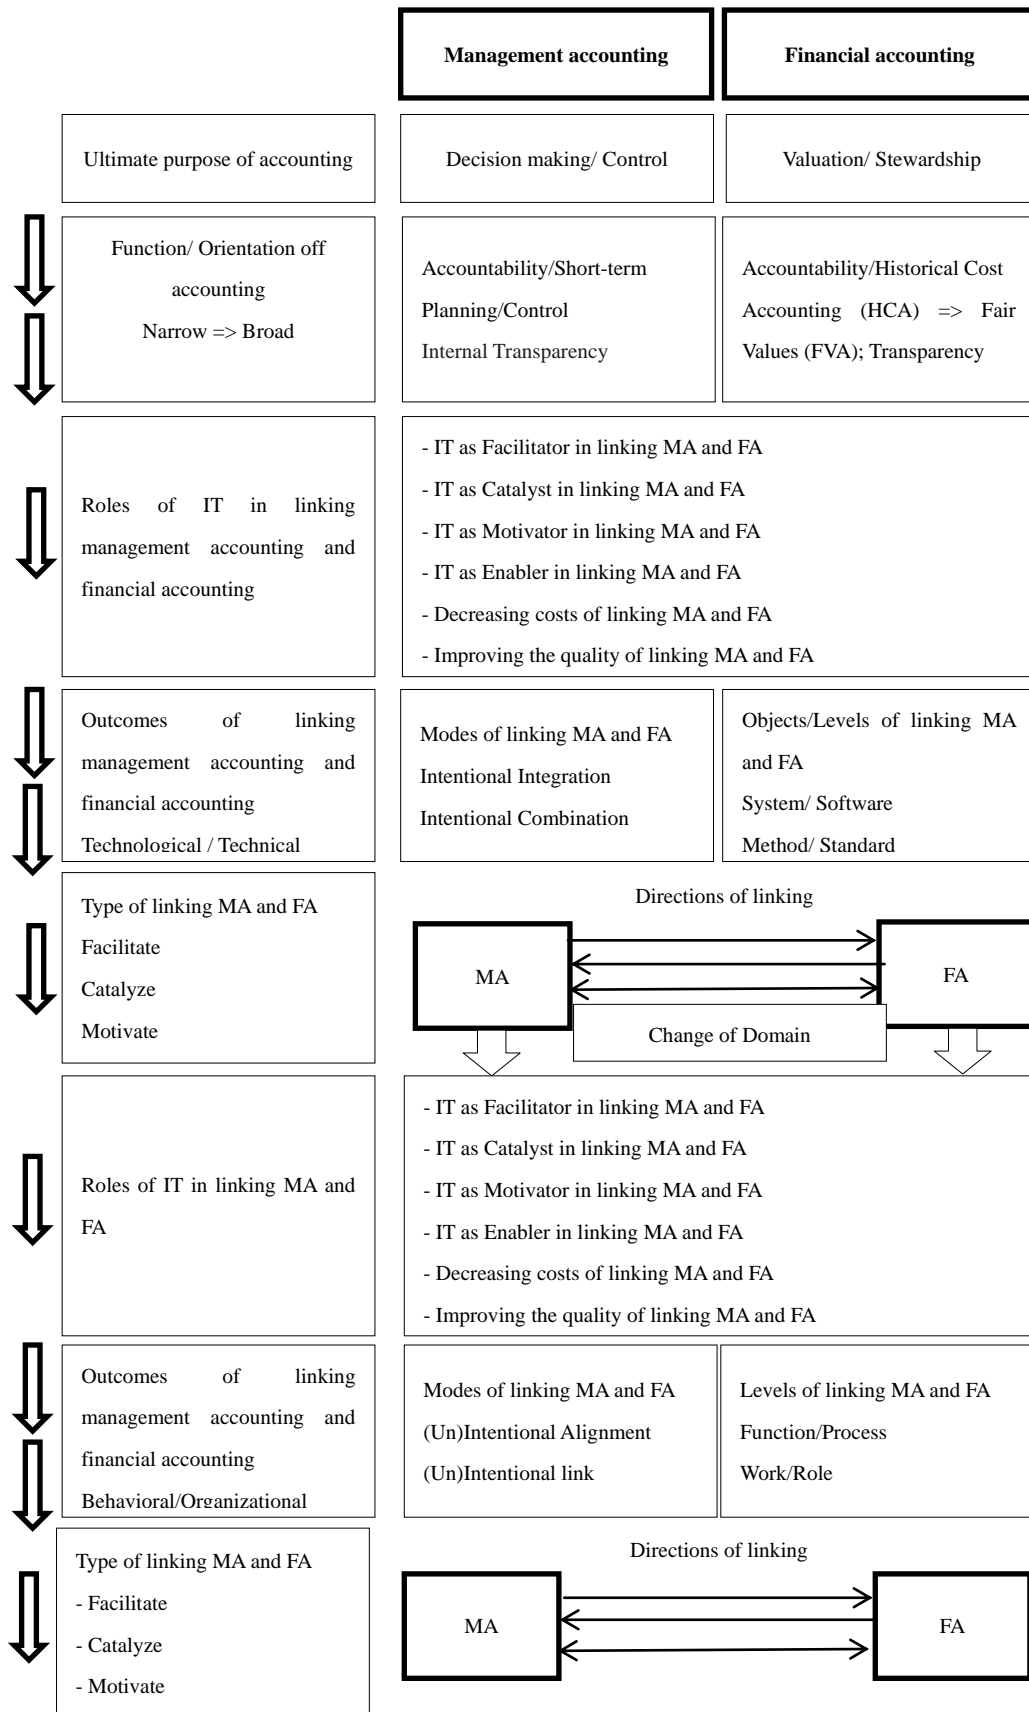 Management accounting
Financial accounting
Ultimate purpose of accounting
Decision making/ Control
Valuation/ Stewardship
Function/ Orientation off
accounting
Narrow => Broad
Accountability/Short-term
Planning/Control
Internal Transparency
Accountability/Historical Cost
Accounting (HCA) => Fair
Values (FVA); Transparency
Roles of IT in linking
management accounting and
financial accounting
- IT as Facilitator in linking MA and FA
- IT as Catalyst in linking MA and FA
- IT as Motivator in linking MA and FA
- IT as Enabler in linking MA and FA
- Decreasing costs of linking MA and FA
- Improving the quality of linking MA and FA
Outcomes of linking
management accounting and
financial accounting
Technological / Technical
Modes of linking MA and FA
Intentional Integration
Intentional Combination
Objects/Levels of linking MA
and FA
System/ Software
Method/ Standard
Type of linking MA and FA
Facilitate
Catalyze
Motivate
Directions of linking
MA
FA
Change of Domain
Roles of IT in linking MA and
FA
- IT as Facilitator in linking MA and FA
- IT as Catalyst in linking MA and FA
- IT as Motivator in linking MA and FA
- IT as Enabler in linking MA and FA
- Decreasing costs of linking MA and FA
- Improving the quality of linking MA and FA
Outcomes of linking
management accounting and
financial accounting
Behavioral/Organizational
Modes of linking MA and FA
(Un)Intentional Alignment
(Un)Intentional link
Levels of linking MA and FA
Function/Process
Work/Role
Type of linking MA and FA
- Facilitate
- Catalyze
- Motivate
Directions of linking
MA
FA